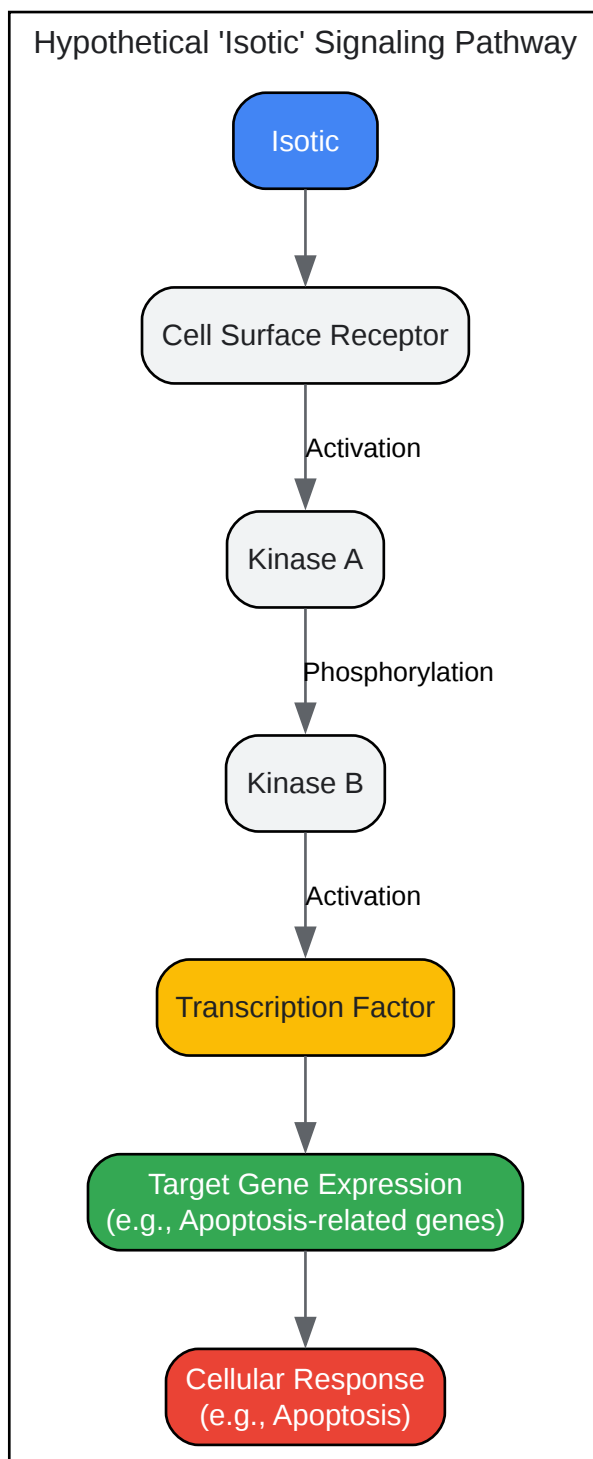 Hypothetical 'Isotic' Signaling Pathway
Isotic
Cell Surface Receptor
Activation
Kinase A
Phosphorylation
Kinase B
Activation
Transcription Factor
Target Gene Expression
(e.g., Apoptosis-related genes)
Cellular Response
(e.g., Apoptosis)